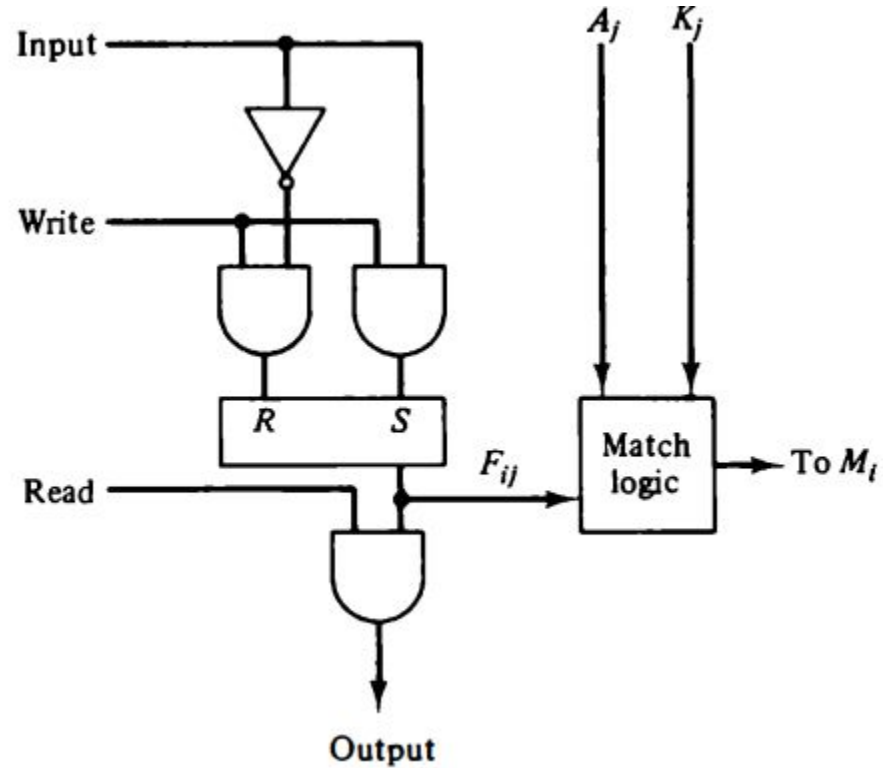 Input
A_j
K_j
Write
R
S
Match
logic
To M_i
Read
F_ij
Output